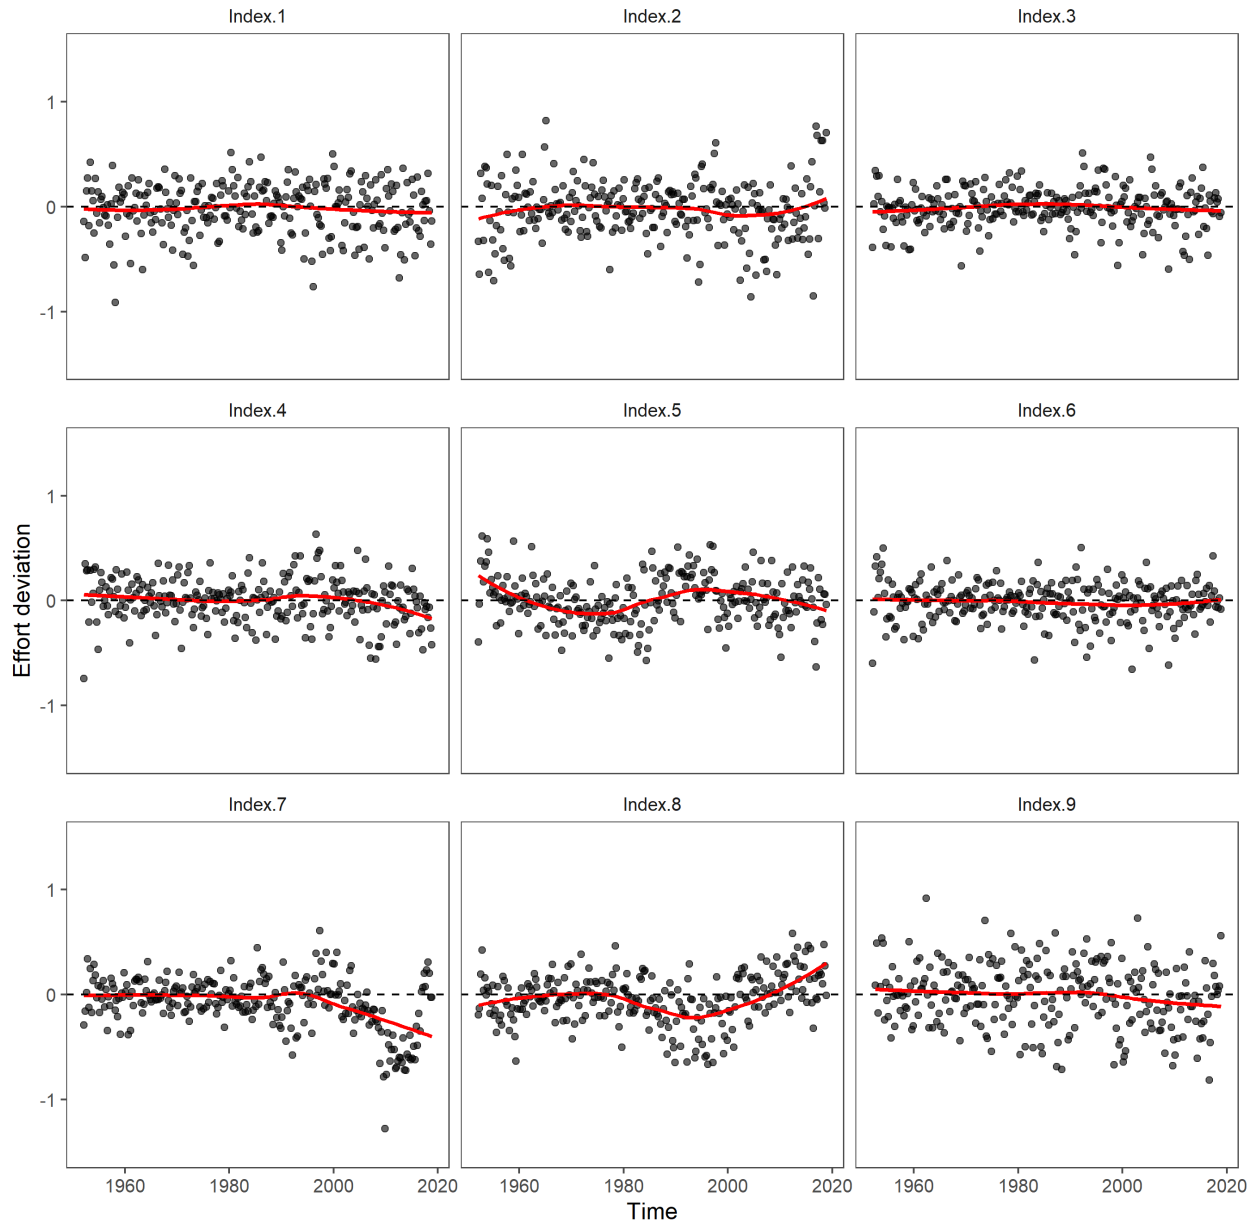 Index.1
Index.2
Index.3
1
0
-1
Index.4
Index.5
Index.6
1
0
-1
Effort deviation
Index.7
Index.8
Index.9
1
0
-1
1960 1980 2000 2020
1960 1980 2000 2020
1960 1980 2000 2020
Time